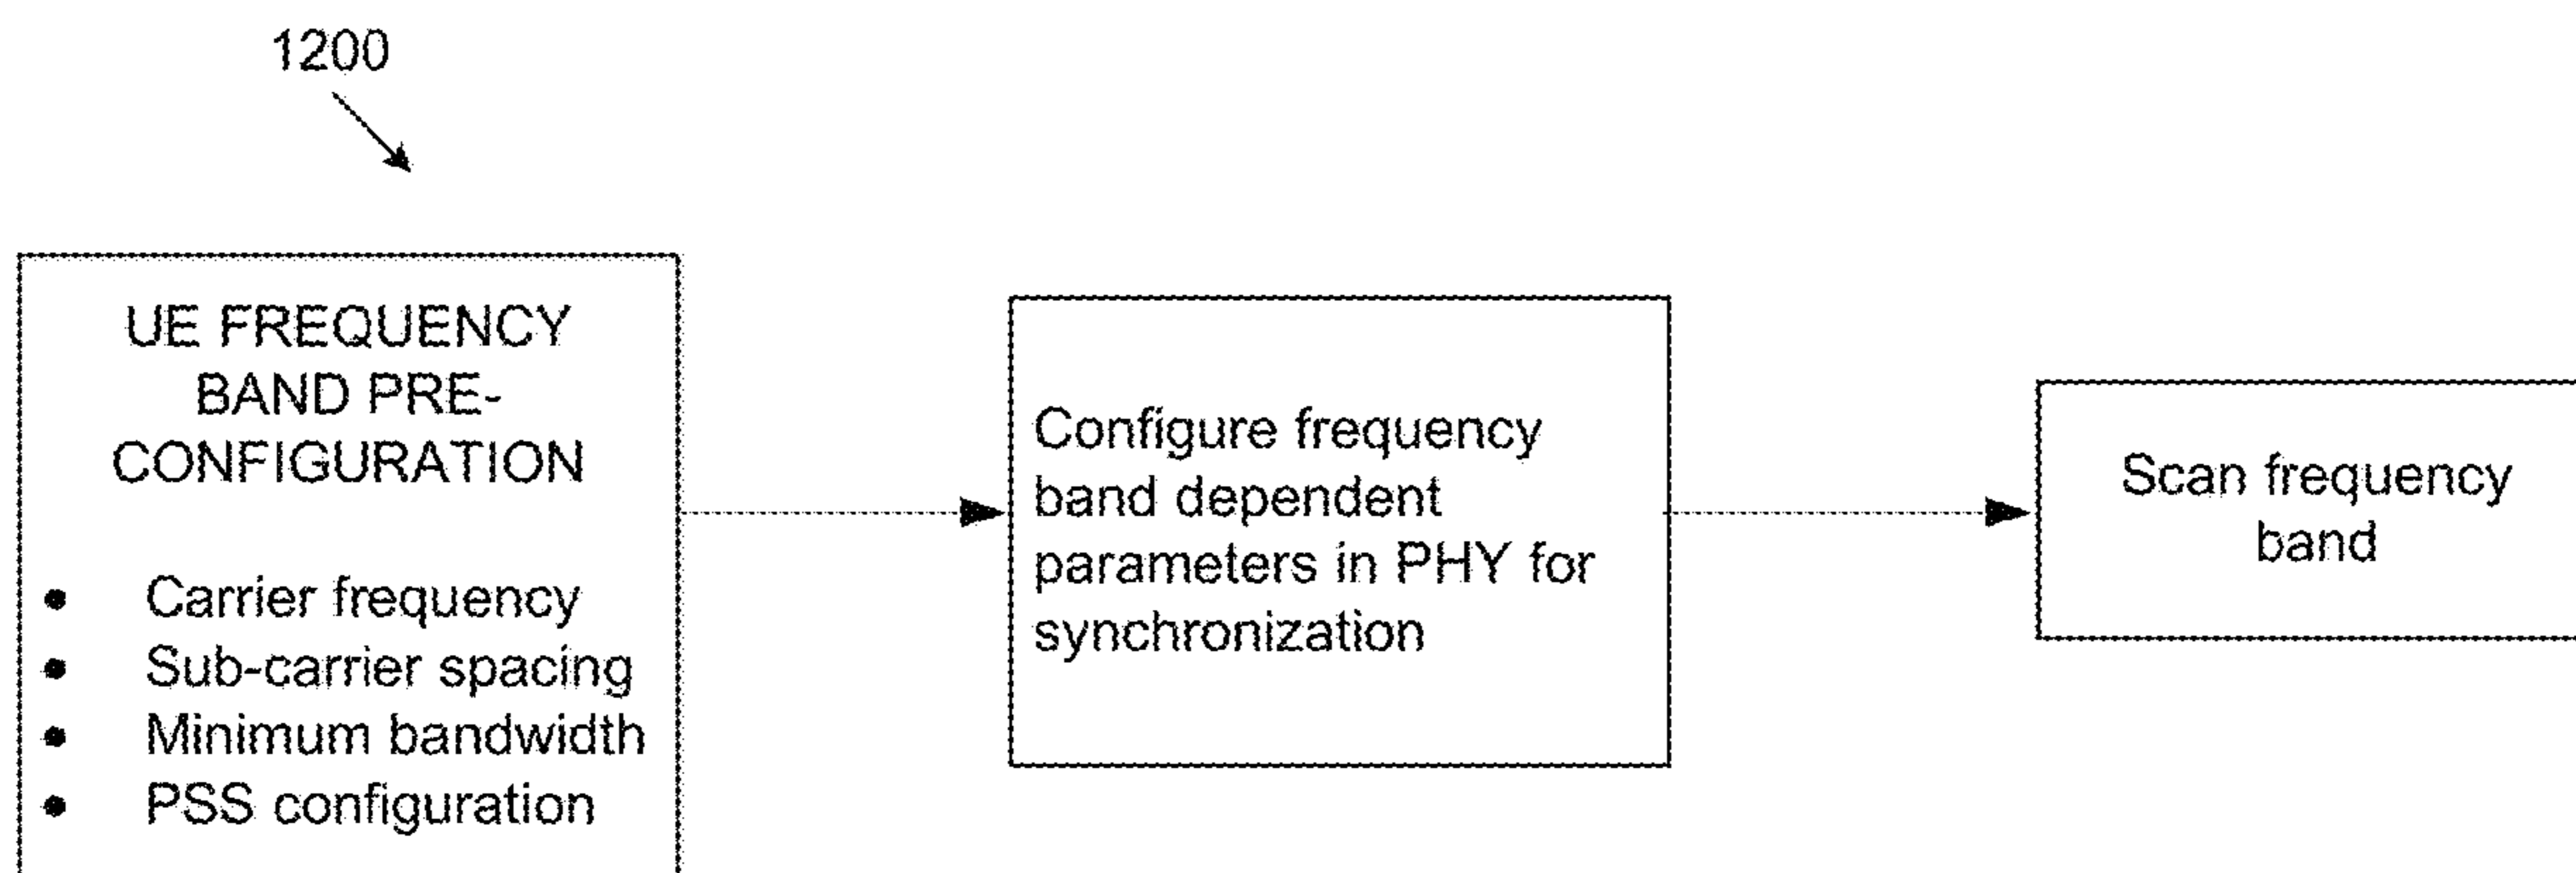 1200
UE FREQUENCY
BAND PRE-
CONFIGURATION
• Carrier frequency
• Sub-carrier spacing
• Minimum bandwidth
• PSS configuration
Configure frequency
band dependent
parameters in PHY for
synchronization
Scan frequency
band